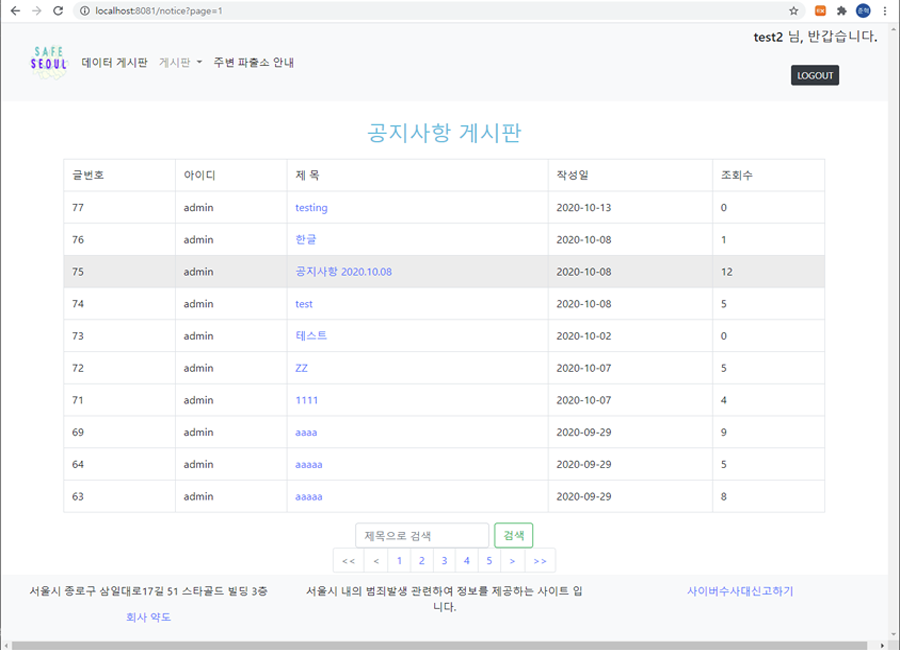 localhost:8081/notice?page=1
test2 님, 반갑습니다.
SAFE
SEOUL
데이터 게시판 게시판 주변 파출소 안내
LOGOUT
공지사항 게시판
글번호 아이디 제 목 작성일 조회수
77 admin testing 2020-10-13 0
76 admin 한글 2020-10-08 1
75 admin 공지사항 2020.10.08 2020-10-08 12
74 admin test 2020-10-08 5
73 admin 테스트 2020-10-02 0
72 admin ZZ 2020-10-07 5
71 admin 1111 2020-10-07 4
69 admin aaaa 2020-09-29 9
64 admin aaaaa 2020-09-29 5
63 admin aaaaa 2020-09-29 8
제목으로 검색 검색
<< < 1 2 3 4 5 > >>
서울시 종로구 삼일대로17길 51 스타골드 빌딩 3층 서울시 내의 범죄발생 관련하여 정보를 제공하는 사이트 입 사이버수사대신고하기
니다.
회사 약도